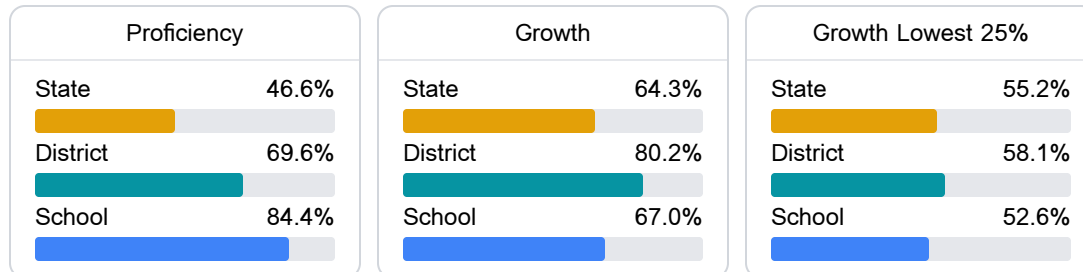 Proficiency
State 46.6%
District 69.6%
School 84.4%
Growth
State 64.3%
District 80.2%
School 67.0%
Growth Lowest 25%
State 55.2%
District 58.1%
School 52.6%